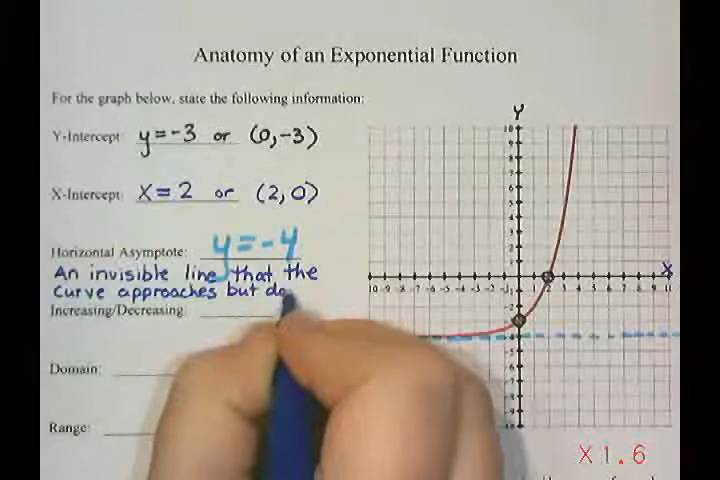 Anatomy of an Exponential Function
For the graph below, state the following information:
Y-Intercept: y = -3 or (0, -3)
X-Intercept: x = 2 or (2, 0)
Horizontal Asymptote: y = -4
An invisible line that the
curve approaches but do
Increasing/Decreasing:
Domain:
Range:
Y
X
X1.6